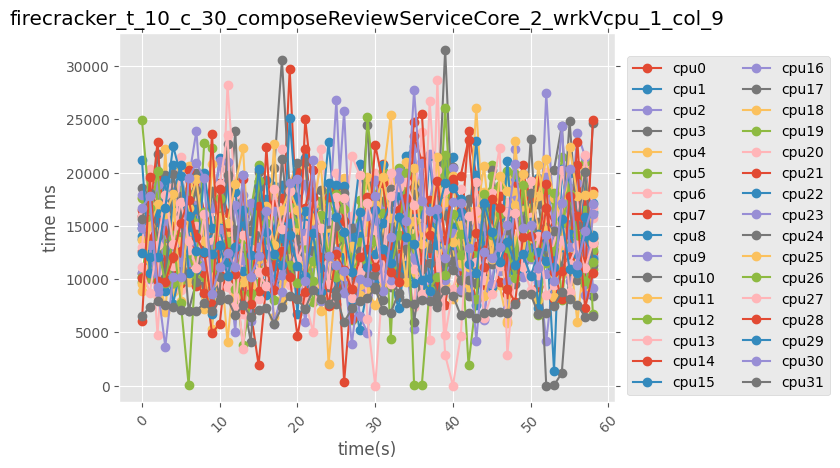 firecracker_t_10_c_30_composeReviewServiceCore_2_wrkVcpu_1_col_9
30000
25000
20000
15000
10000
5000
0
time ms
0 10 20 30 40 50 60
time(s)
cpu0 cpu16
cpu1 cpu17
cpu2 cpu18
cpu3 cpu19
cpu4 cpu20
cpu5 cpu21
cpu6 cpu22
cpu7 cpu23
cpu8 cpu24
cpu9 cpu25
cpu10 cpu26
cpu11 cpu27
cpu12 cpu28
cpu13 cpu29
cpu14 cpu30
cpu15 cpu31